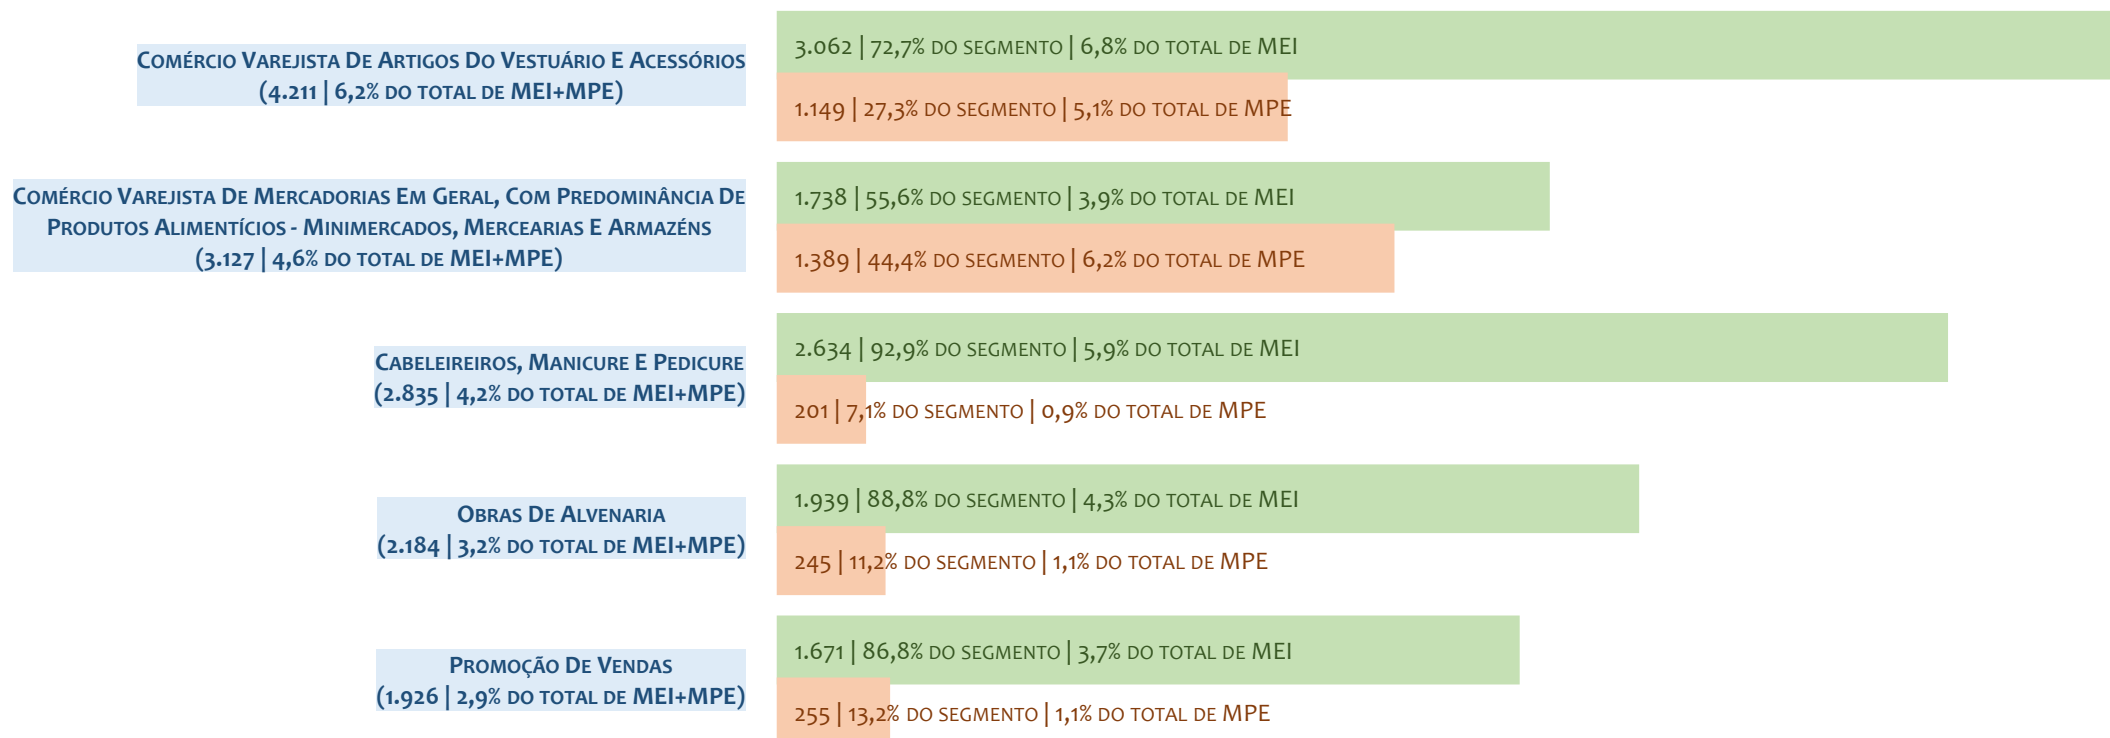 Comércio Varejista De Artigos Do Vestuário E Acessórios
(4.211 | 6,2% do total de MEI+MPE)
3.062 | 72,7% do segmento | 6,8% do total de MEI
1.149 | 27,3% do segmento | 5,1% do total de MPE
Comércio Varejista De Mercadorias Em Geral, Com Predominância De
Produtos Alimentícios - Minimercados, Mercearias E Armazéns
(3.127 | 4,6% do total de MEI+MPE)
1.738 | 55,6% do segmento | 3,9% do total de MEI
1.389 | 44,4% do segmento | 6,2% do total de MPE
Cabeleireiros, Manicure E Pedicure
(2.835 | 4,2% do total de MEI+MPE)
2.634 | 92,9% do segmento | 5,9% do total de MEI
201 | 7,1% do segmento | 0,9% do total de MPE
Obras De Alvenaria
(2.184 | 3,2% do total de MEI+MPE)
1.939 | 88,8% do segmento | 4,3% do total de MEI
245 | 11,2% do segmento | 1,1% do total de MPE
Promoção De Vendas
(1.926 | 2,9% do total de MEI+MPE)
1.671 | 86,8% do segmento | 3,7% do total de MEI
255 | 13,2% do segmento | 1,1% do total de MPE